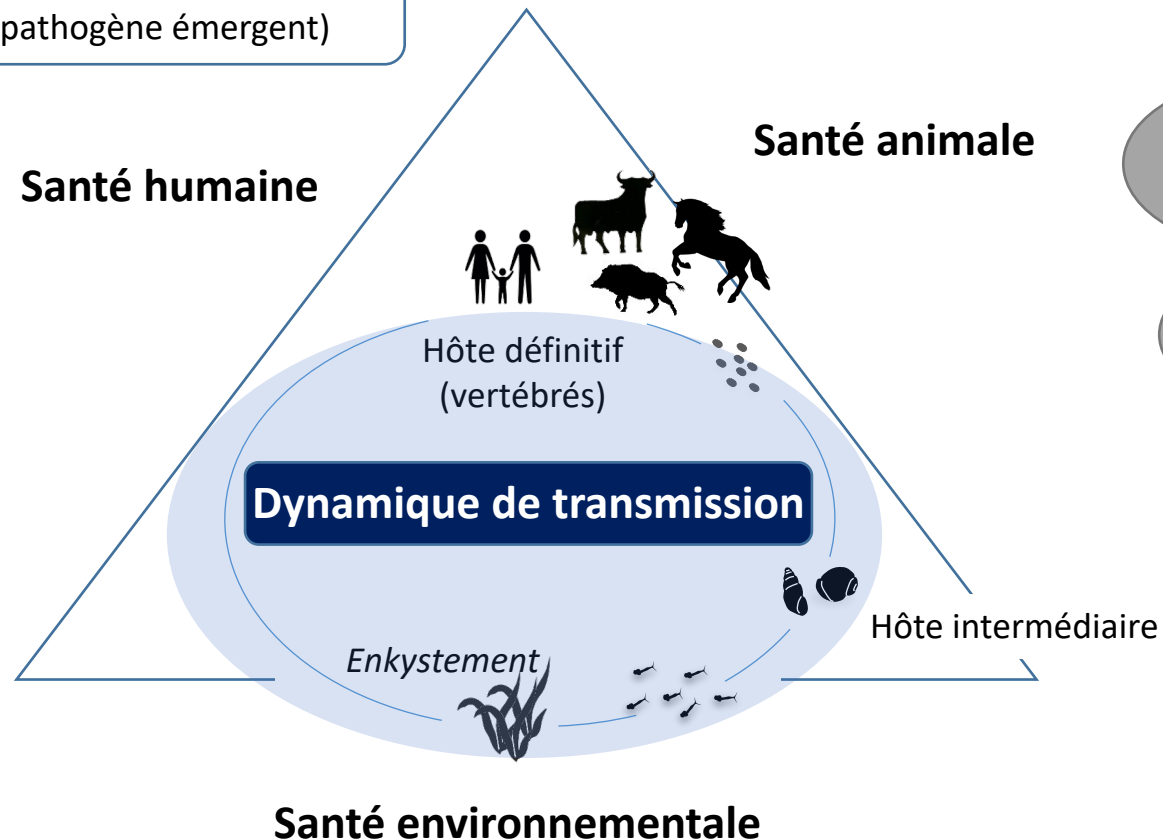 pathogène émergent)
Santé animale
Santé humaine
Hôte définitif
(vertébrés)
Dynamique de transmission
Hôte intermédiaire
Enkystement
Santé environnementale